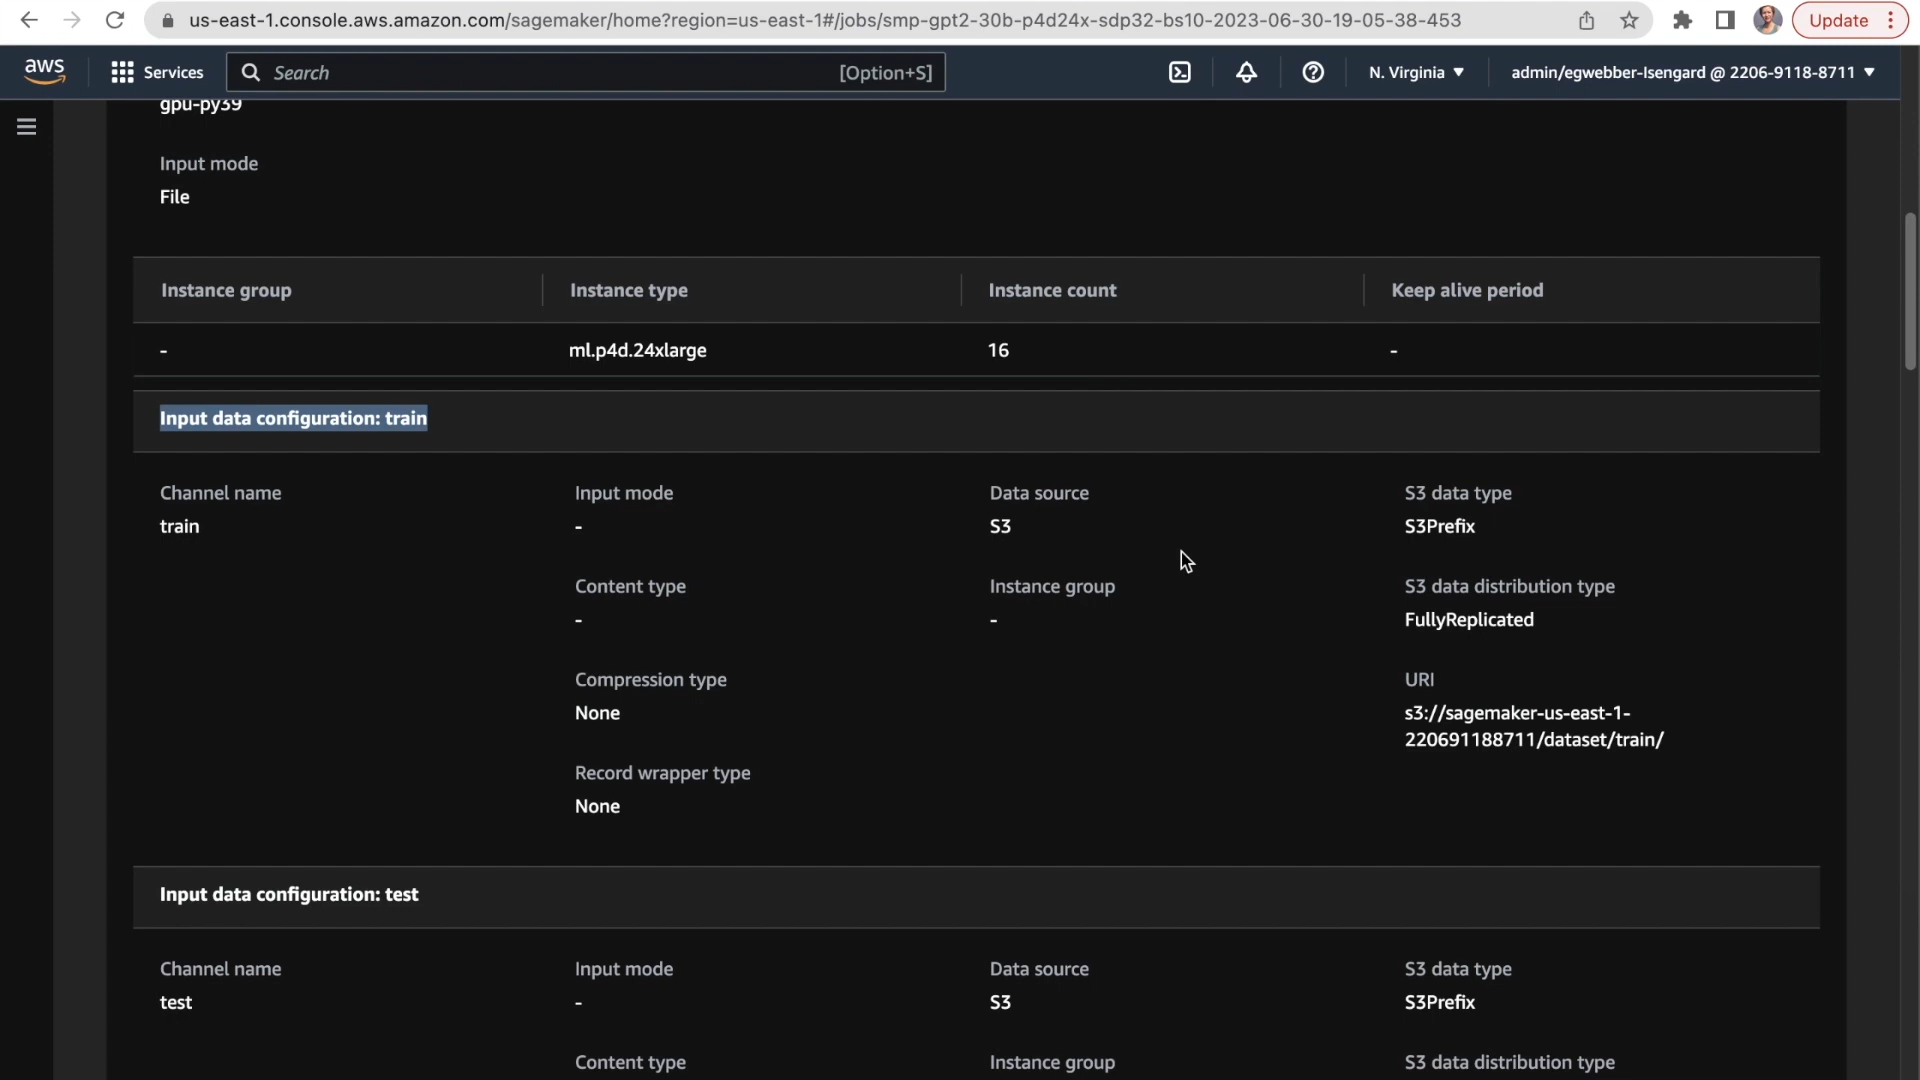 us-east-1.console.aws.amazon.com/sagemaker/home?region=us-east-1#/jobs/smp-gpt2-30b-p4d24x-sdp32-bs10-2023-06-30-19-05-38-453
Update
aws
Services
Search
[Option+S]
N. Virginia
admin/egwebber-Isengard @ 2206-9118-8711
gpu-py39
Input mode
File
Instance group
Instance type
Instance count
Keep alive period
-
ml.p4d.24xlarge
16
-
Input data configuration: train
Channel name
Input mode
Data source
S3 data type
train
-
S3
S3Prefix
Content type
Instance group
S3 data distribution type
-
-
FullyReplicated
Compression type
URI
None
s3://sagemaker-us-east-1-
220691188711/dataset/train/
Record wrapper type
None
Input data configuration: test
Channel name
Input mode
Data source
S3 data type
test
-
S3
S3Prefix
Content type
Instance group
S3 data distribution type